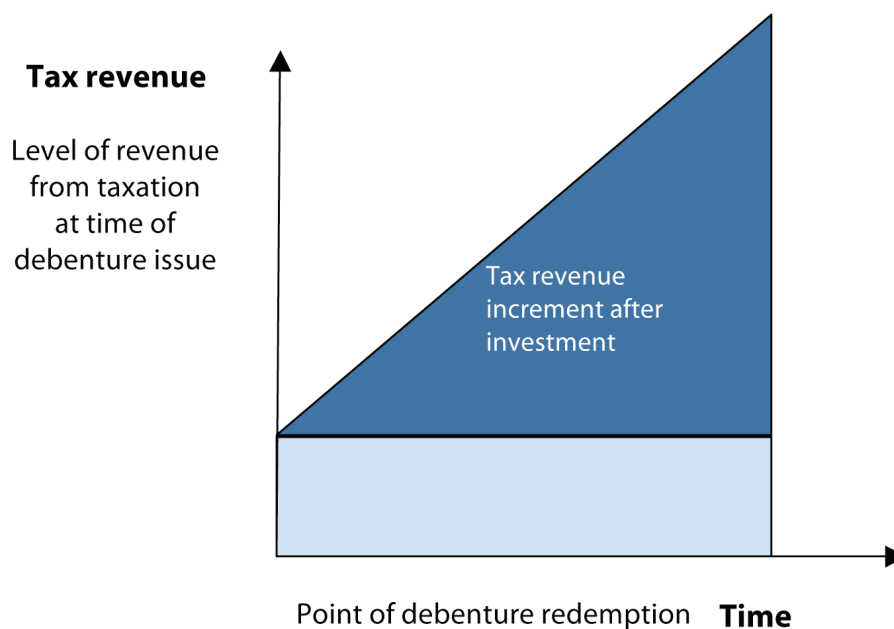 Tax revenue
Level of revenue
from taxation
at time of
debenture issue
Tax revenue
increment after
investment
Point of debenture redemption Time